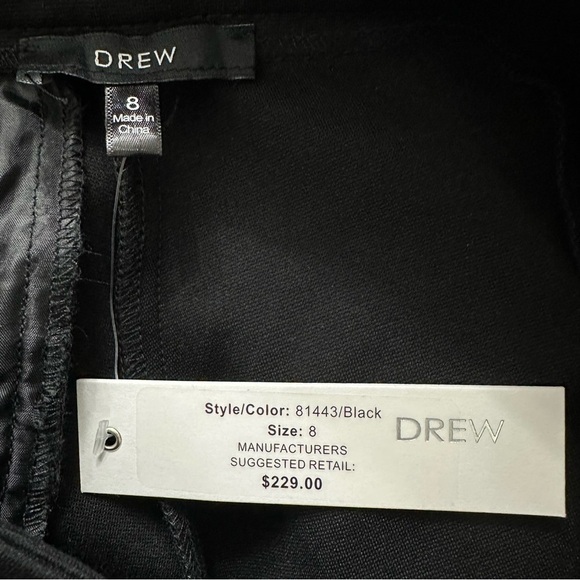 DREW
8
Made in
China
Style/Color: 81443/Black
Size: 8
MANUFACTURERS
SUGGESTED RETAIL:
$229.00
DREW